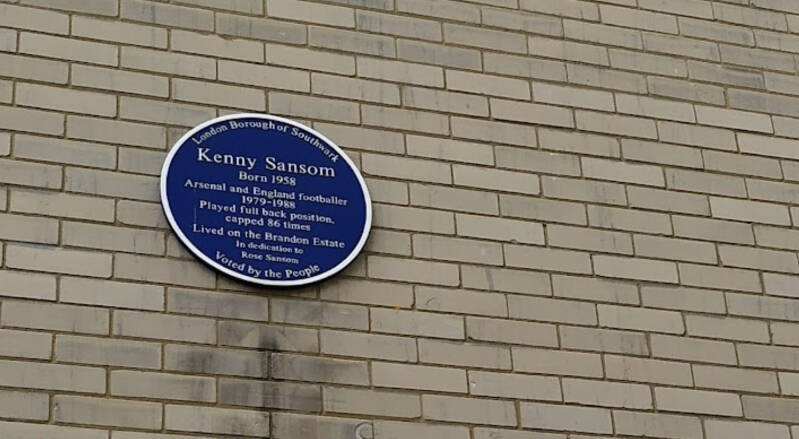 London Borough of Southwark
Kenny Sansom
Born 1958
Arsenal and England footballer
1979-1988
Played full back position,
capped 86 times
Lived on the Brandon Estate
In dedication to
Rose Sansom
Voted by the People